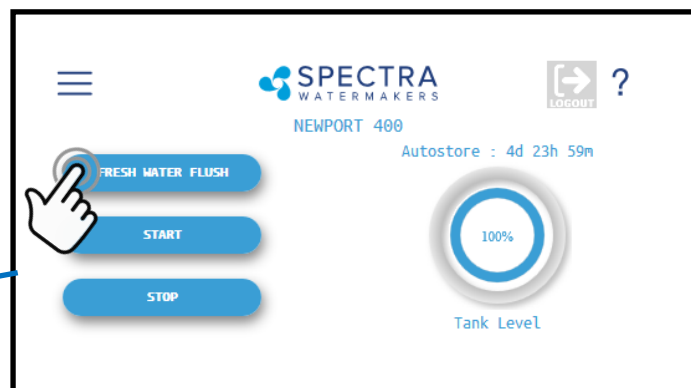 SPECTRA
WATERMAKERS
LOGOUT
?
NEWPORT 400
Autostore : 4d 23h 59m
FRESH WATER FLUSH
START
100%
STOP
Tank Level